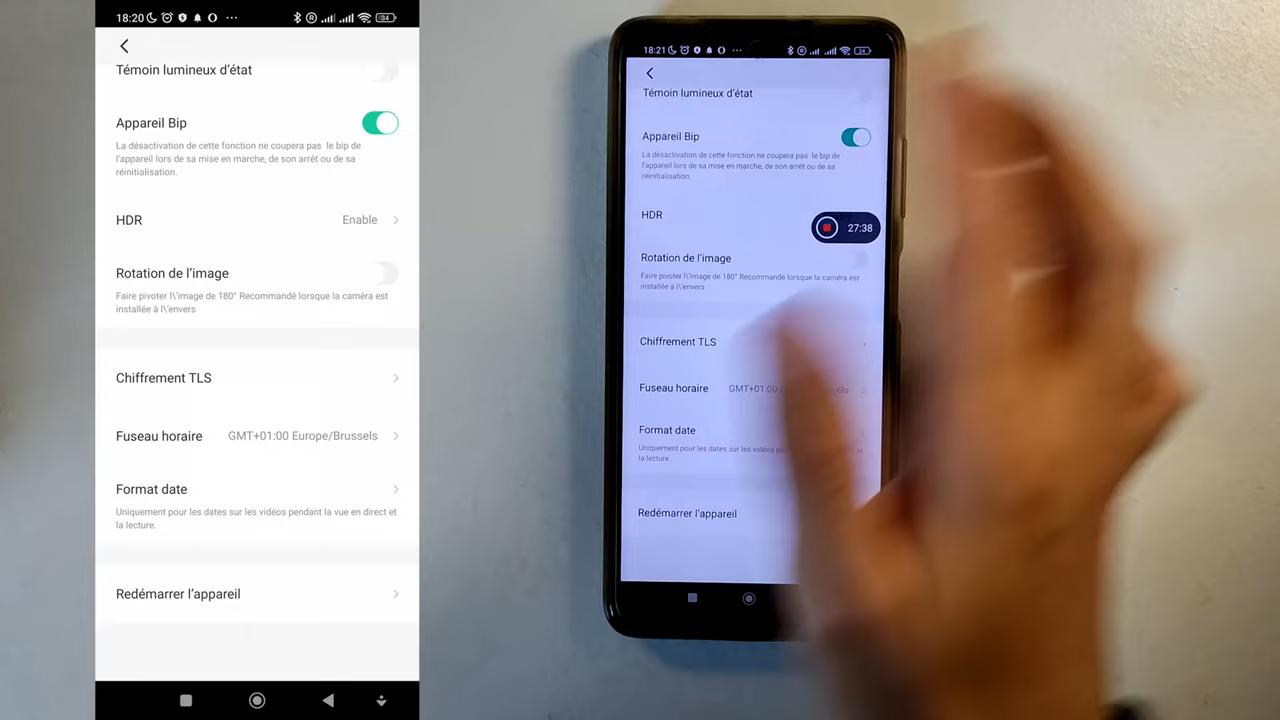 18:20
84
Témoin lumineux d'état
Appareil Bip
La désactivation de cette fonction ne coupera pas le bip de
l'appareil lors de sa mise en marche, de son arrêt ou de sa
réinitialisation.
HDR
Enable
Rotation de l'image
Faire pivoter l\'image de 180° Recommandé lorsque la caméra est
installée à l\'envers
Chiffrement TLS
Fuseau horaire
GMT+01:00 Europe/Brussels
Format date
Uniquement pour les dates sur les vidéos pendant la vue en direct et
la lecture.
Redémarrer l'appareil
18:21
Témoin lumineux d'état
Appareil Bip
La désactivation de cette fonction ne coupera pas le bip de
l'appareil lors de sa mise en marche, de son arrêt ou de sa
réinitialisation.
HDR
27:38
Rotation de l'image
Faire pivoter l\'image de 180° Recommandé lorsque la caméra est
installée à l\'envers
Chiffrement TLS
Fuseau horaire
GMT+01:00
Format date
Uniquement pour les dates sur les vidéos
la lecture.
Redémarrer l'appareil